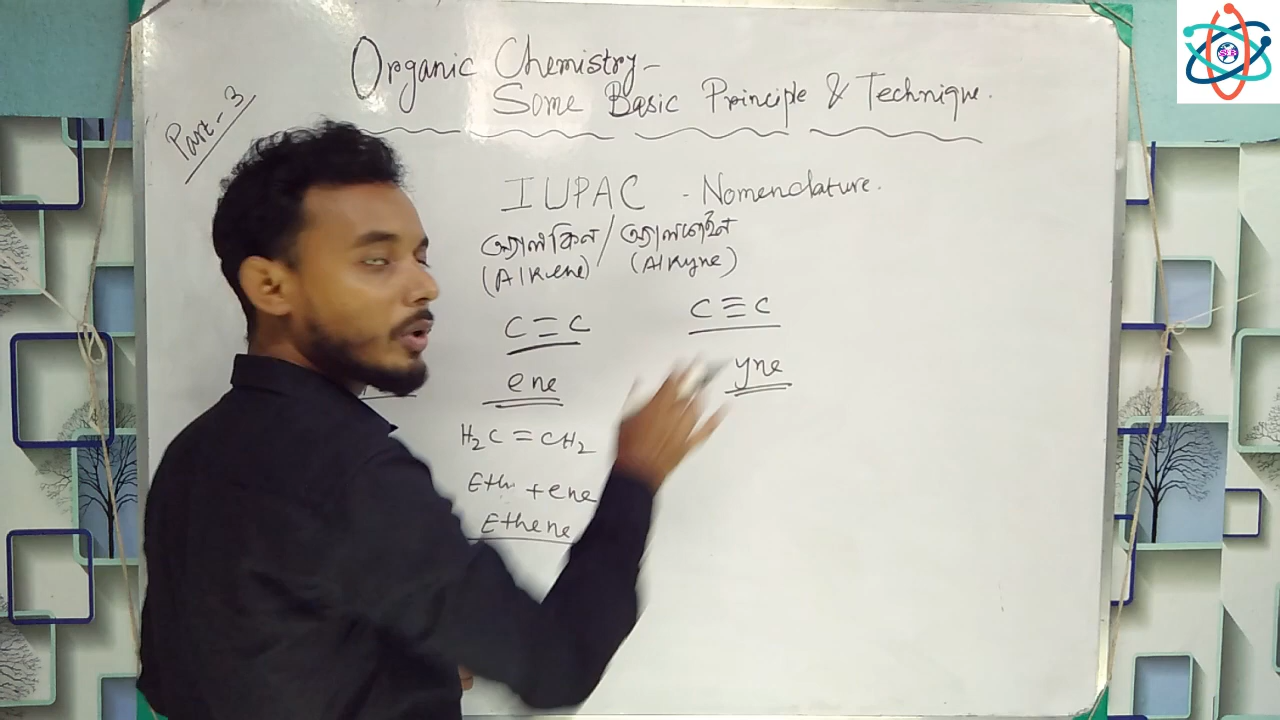 Organic Chemistry-
Some Basic Principle & Technique.
Part-3
IUPAC - Nomenclature.
অ্যালকিন / অ্যালকাইন
(Alkene) (Alkyne)
C=C
C≡C
ene
yne
H₂C=CH₂
Eth + ene
Ethene